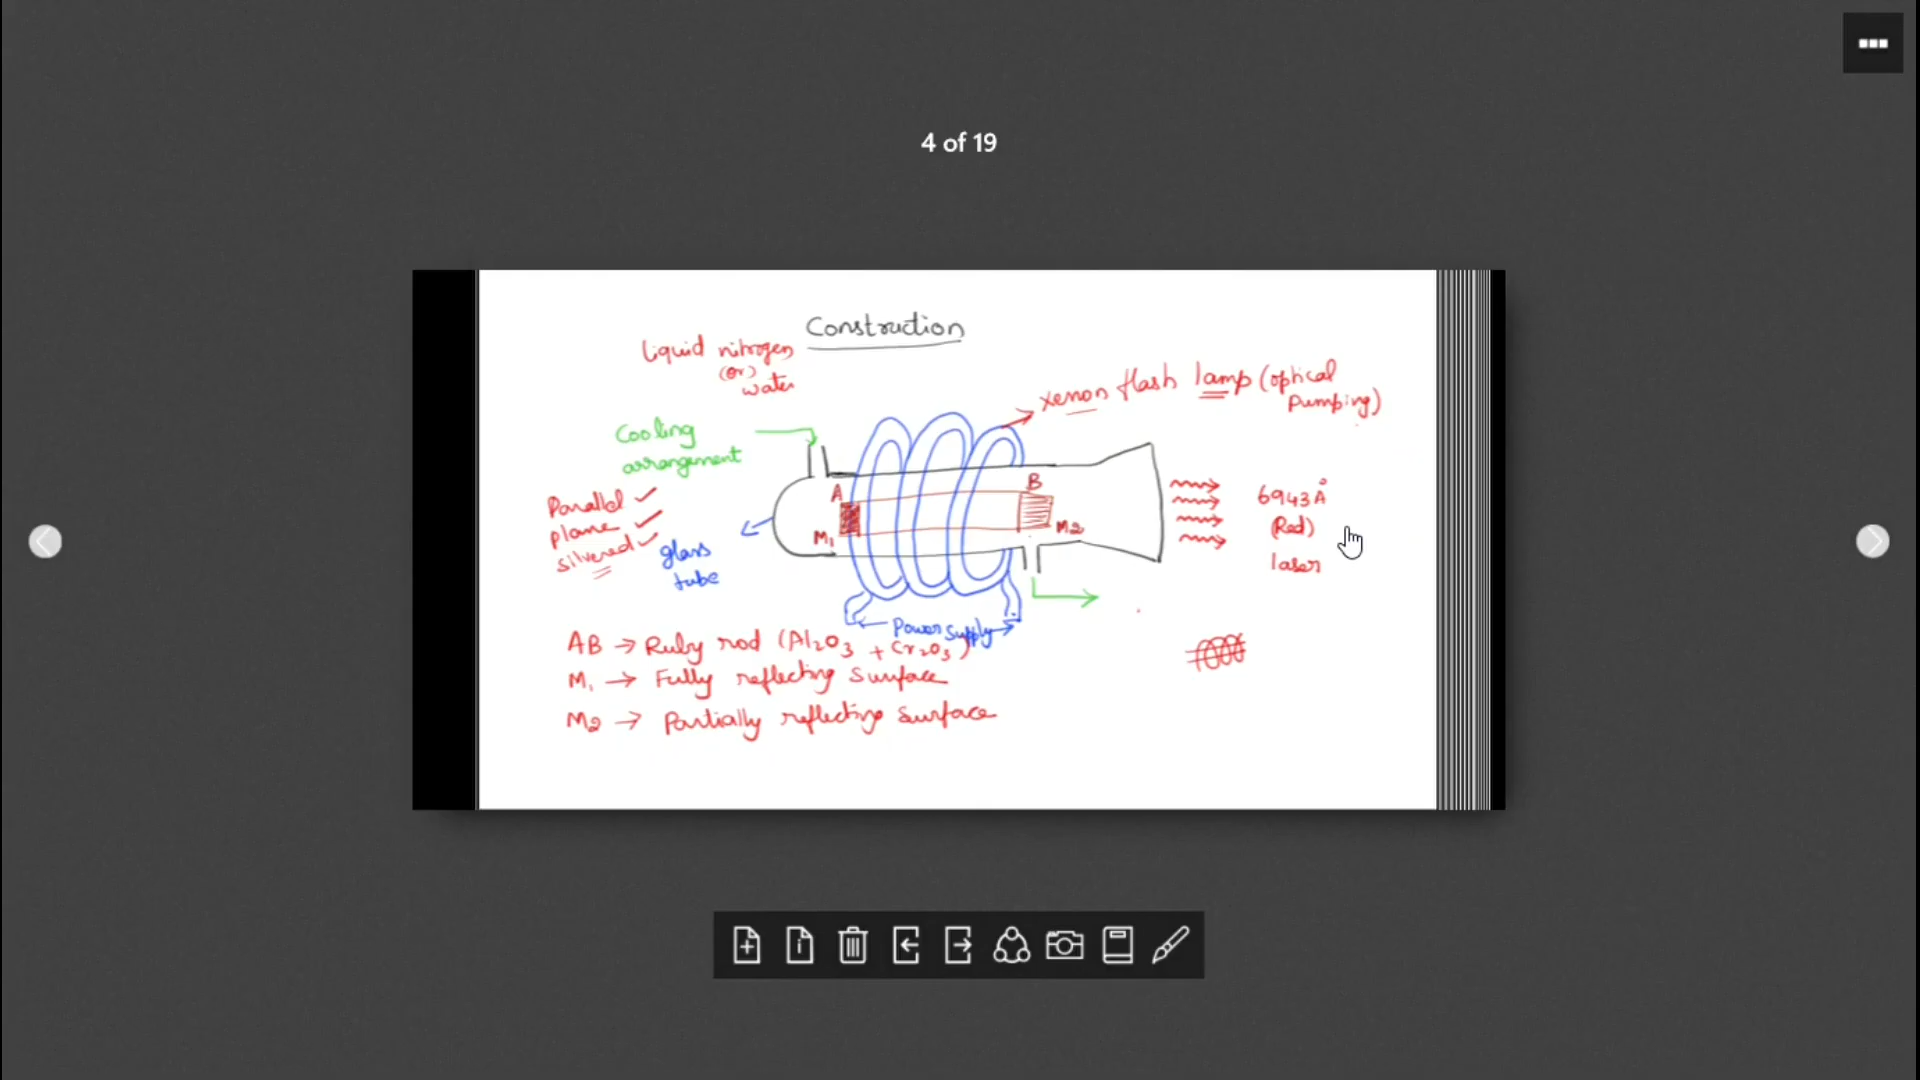 4 of 19
Construction
liquid nitrogen
(or)
water
xenon flash lamp (optical
Pumping)
Cooling
arrangement
Parallel
plane
silvered
glass
tube
A
B
M1
M2
6943Å
(Red)
laser
Power supply
AB → Ruby rod (Al2O3 + Cr2O3)
M1 → Fully reflecting surface
M2 → Partially reflecting surface